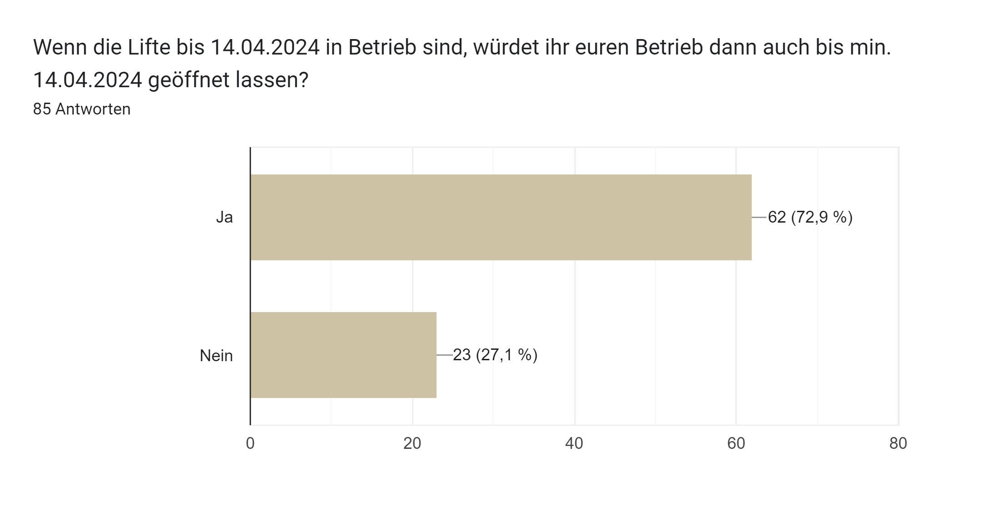 Wenn die Lifte bis 14.04.2024 in Betrieb sind, würdet ihr euren Betrieb dann auch bis min.
14.04.2024 geöffnet lassen?
85 Antworten
Ja
62 (72,9 %)
Nein
23 (27,1 %)
0
20
40
60
80